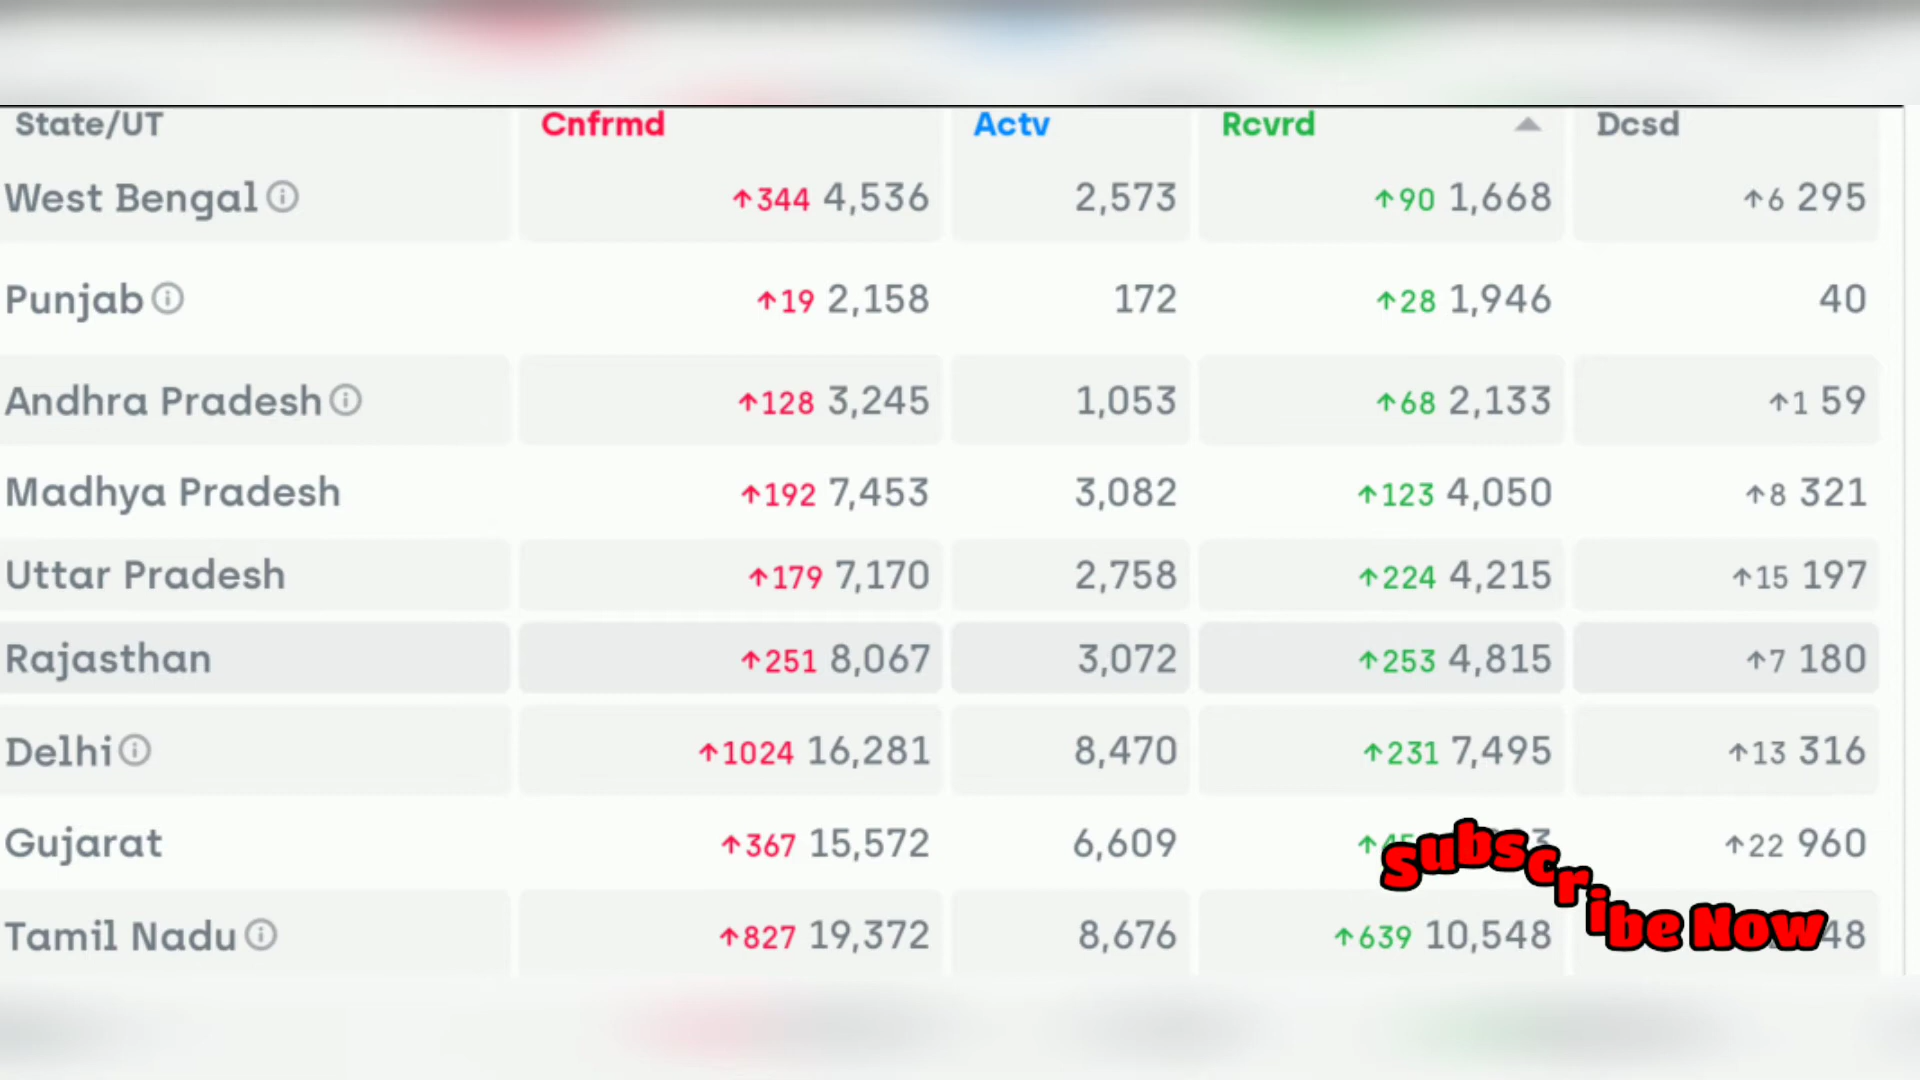 State/UT Cnfrmd Actv Rcvrd Dcsd
West Bengal ↑344 4,536 2,573 ↑90 1,668 ↑6 295
Punjab ↑19 2,158 172 ↑28 1,946 40
Andhra Pradesh ↑128 3,245 1,053 ↑68 2,133 ↑1 59
Madhya Pradesh ↑192 7,453 3,082 ↑123 4,050 ↑8 321
Uttar Pradesh ↑179 7,170 2,758 ↑224 4,215 ↑15 197
Rajasthan ↑251 8,067 3,072 ↑253 4,815 ↑7 180
Delhi ↑1024 16,281 8,470 ↑231 7,495 ↑13 316
Gujarat ↑367 15,572 6,609 ↑22 960
Tamil Nadu ↑827 19,372 8,676 ↑639 10,548
Subscribe Now